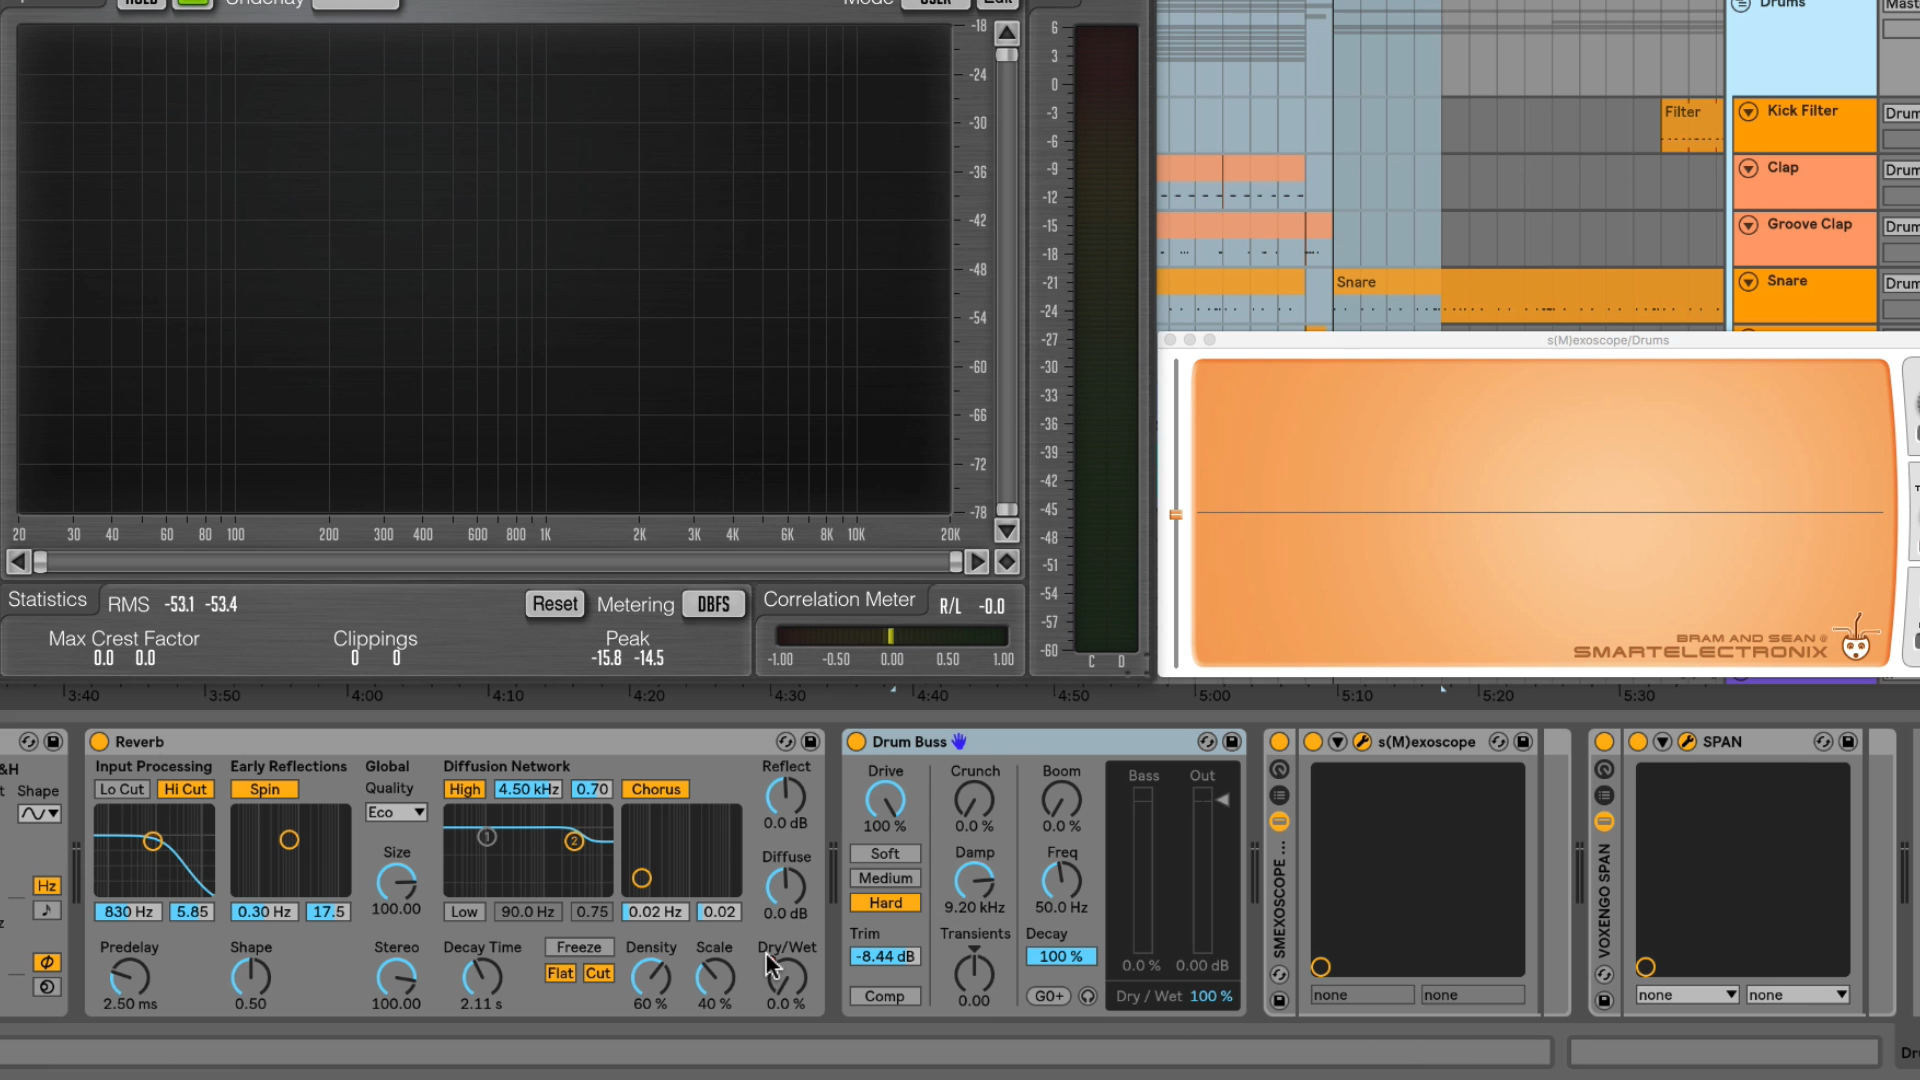 HOLD
Underlay
Mode
USER
Edit
-18
-24
-30
-36
-42
-48
-54
-60
-66
-72
-78
20 30 40 60 80 100 200 300 400 600 800 1K 2K 3K 4K 6K 8K 10K 20K
6
3
0
-3
-6
-9
-12
-15
-18
-21
-24
-27
-30
-33
-36
-39
-42
-45
-48
-51
-54
-57
-60
C D
Statistics RMS -53.1 -53.4
Reset Metering DBFS
Max Crest Factor
0.0 0.0
Clippings
0 0
Peak
-15.8 -14.5
Correlation Meter R/L -0.0
-1.00 -0.50 0.00 0.50 1.00
Drums
Filter
Kick Filter
Drum
Clap
Drum
Groove Clap
Drum
Snare
Snare
Drum
s(M)exoscope/Drums
BRAM AND SEAN @
SMARTELECTRONIX
3:40 3:50 4:00 4:10 4:20 4:30 4:40 4:50 5:00 5:10 5:20 5:30
&H
Shape
Hz
Reverb
Input Processing
Lo Cut Hi Cut
830 Hz 5.85
Predelay
2.50 ms
Early Reflections
Spin
0.30 Hz 17.5
Shape
0.50
Global
Quality
Eco
Size
100.00
Stereo
100.00
Diffusion Network
High 4.50 kHz 0.70
1
2
Low 90.0 Hz 0.75
Chorus
0.02 Hz 0.02
Decay Time
2.11 s
Freeze
Flat Cut
Density
60 %
Scale
40 %
Reflect
0.0 dB
Diffuse
0.0 dB
Dry/Wet
0.0 %
Drum Buss
Drive
100 %
Soft
Medium
Hard
Trim
-8.44 dB
Comp
Crunch
0.0 %
Damp
9.20 kHz
Transients
0.00
Boom
0.0 %
Freq
50.0 Hz
Decay
100 %
G0+
Bass Out
0.0 % 0.00 dB
Dry / Wet 100 %
SMEXOSCOPE ...
s(M)exoscope
none none
VOXENGO SPAN
SPAN
none none